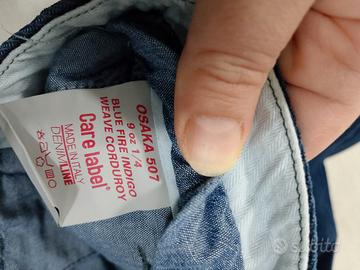 OSAKA 507
9 oz 1/4
BLUE FIRE INDIGO
WEAVE CORDUROY
Care label
MADE IN ITALY
DENIM LINE
subito